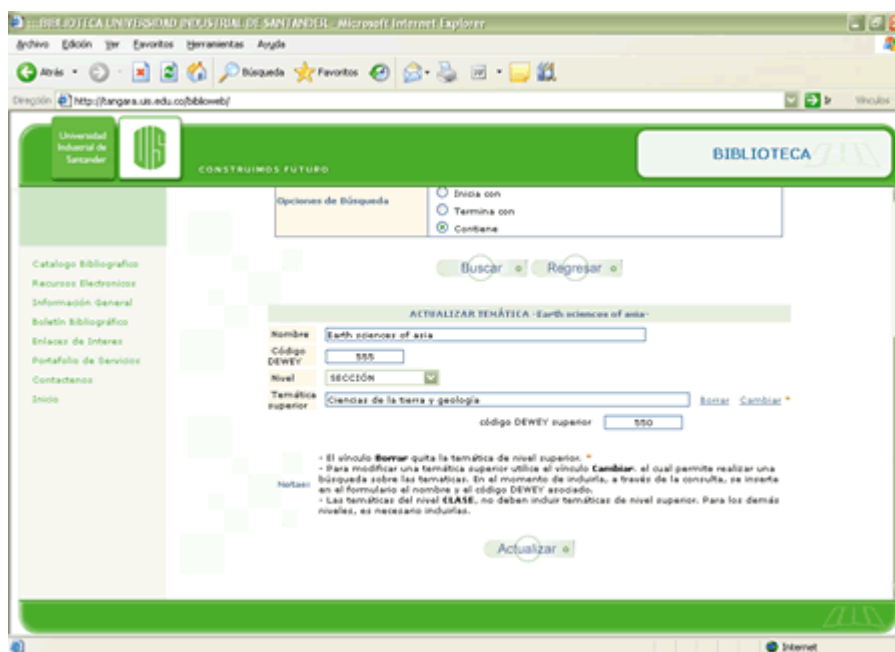 :::BIBLIOTECA UNIVERSIDAD INDUSTRIAL DE SANTANDER - Microsoft Internet Explorer
Archivo Edición Ver Favoritos Herramientas Ayuda
Atrás Búsqueda Favoritos
Dirección http://tangara.uis.edu.co/bibloweb/ Ir Vínculos
Universidad
Industrial de
Santander
CONSTRUIMOS FUTURO
BIBLIOTECA
Catalogo Bibliografico
Recursos Electronicos
Información General
Boletín Bibliográfico
Enlaces de Interes
Portafolio de Servicios
Contactenos
Inicio
Opciones de Búsqueda
Inicia con
Termina con
Contiene
Buscar Regresar
ACTUALIZAR TEMÁTICA -Earth sciences of asia-
Nombre Earth sciences of asia
Código DEWEY 555
Nivel SECCIÓN
Temática superior Ciencias de la tierra y geología Borrar Cambiar *
código DEWEY superior 550
Notas:
- El vínculo Borrar quita la temática de nivel superior. *
- Para modificar una temática superior utilice el vínculo Cambiar, el cual permite realizar una
búsqueda sobre las temáticas. En el momento de incluirla, a través de la consulta, se inserta
en el formulario el nombre y el código DEWEY asociado.
- Las temáticas del nivel CLASE, no deben incluir temáticas de nivel superior. Para los demás
niveles, es necesario incluirlas.
Actualizar
Internet